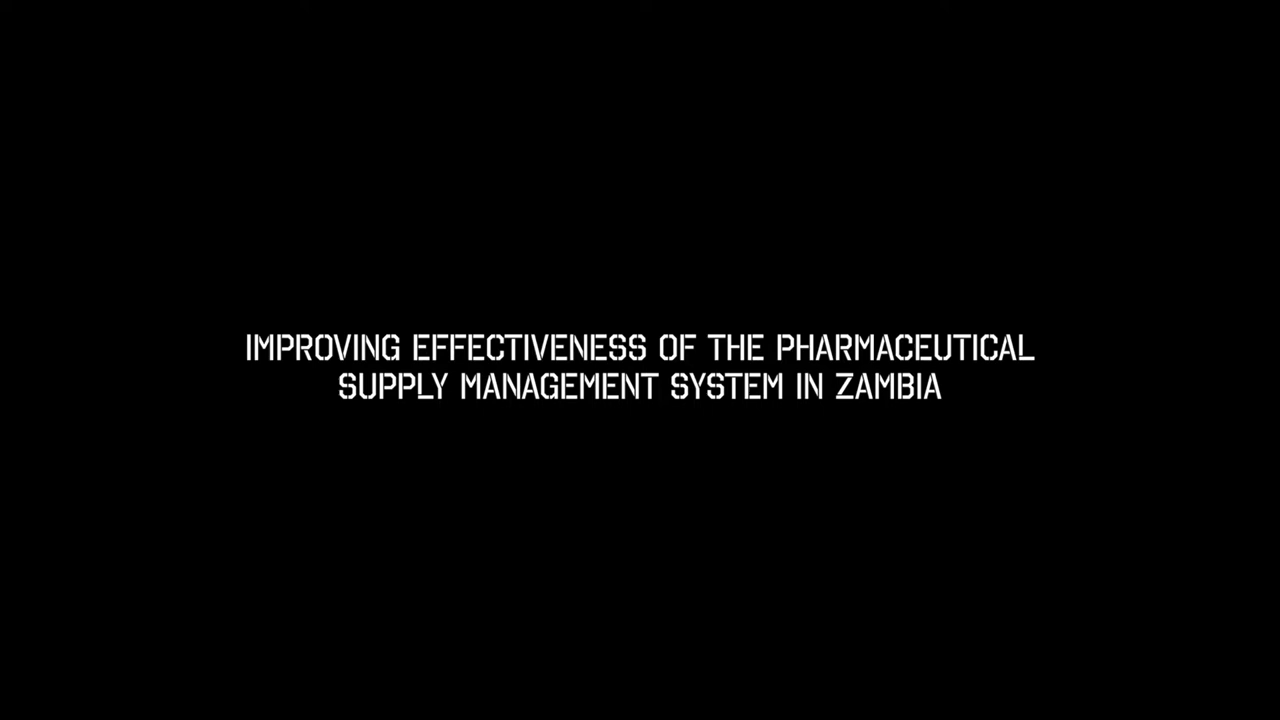 IMPROVING EFFECTIVENESS OF THE PHARMACEUTICAL
SUPPLY MANAGEMENT SYSTEM IN ZAMBIA